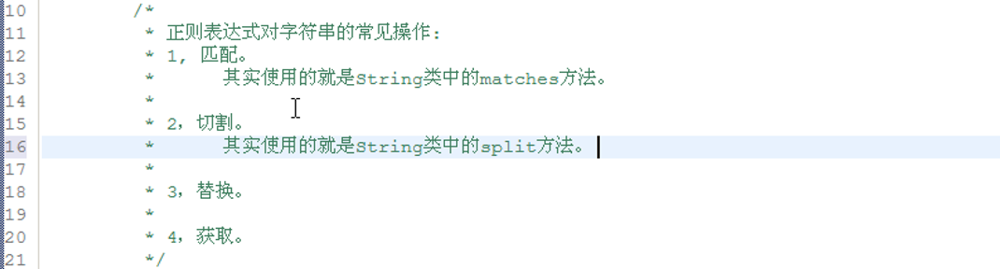 10 /*
11 * 正则表达式对字符串的常见操作:
12 * 1, 匹配。
13 * 其实使用的就是String类中的matches方法。
14 *
15 * 2，切割。
16 * 其实使用的就是String类中的split方法。
17 *
18 * 3，替换。
19 *
20 * 4，获取。
21 */